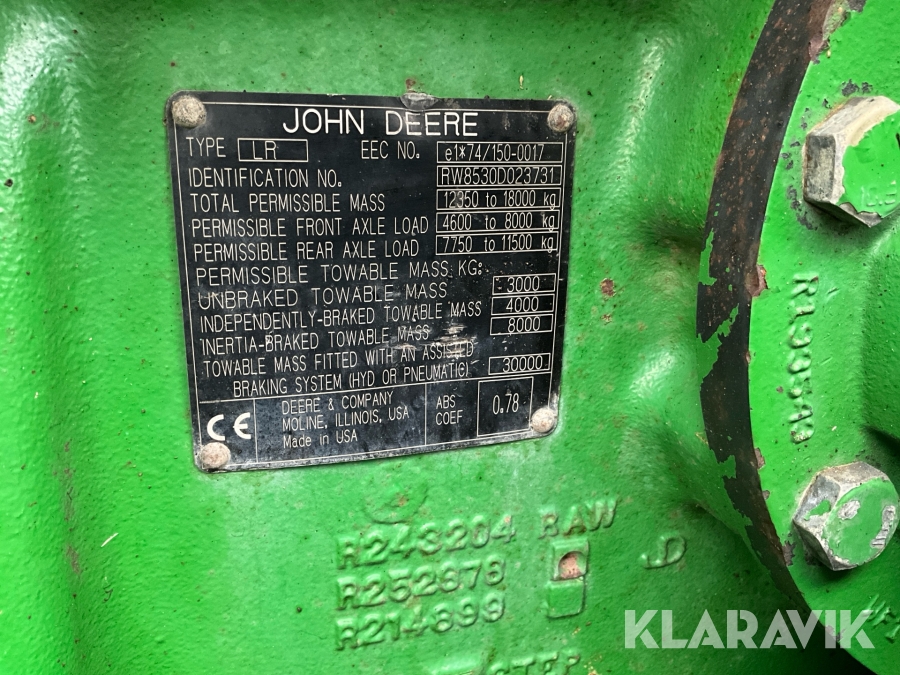 JOHN DEERE
TYPE LR EEC NO. e1*74/150-0017
IDENTIFICATION NO. RW8530D023731
TOTAL PERMISSIBLE MASS 12350 to 18000 kg
PERMISSIBLE FRONT AXLE LOAD 4600 to 8000 kg
PERMISSIBLE REAR AXLE LOAD 7750 to 11500 kg
PERMISSIBLE TOWABLE MASS KG:
UNBRAKED TOWABLE MASS 3000
INDEPENDENTLY-BRAKED TOWABLE MASS 4000
INERTIA-BRAKED TOWABLE MASS 8000
TOWABLE MASS FITTED WITH AN ASSISTED
BRAKING SYSTEM (HYD OR PNEUMATIC) 30000
CE
DEERE & COMPANY
MOLINE, ILLINOIS, USA
Made in USA
ABS
COEF
0.78
R243204 RAW
R252676
R214699
D
KLARAVIK